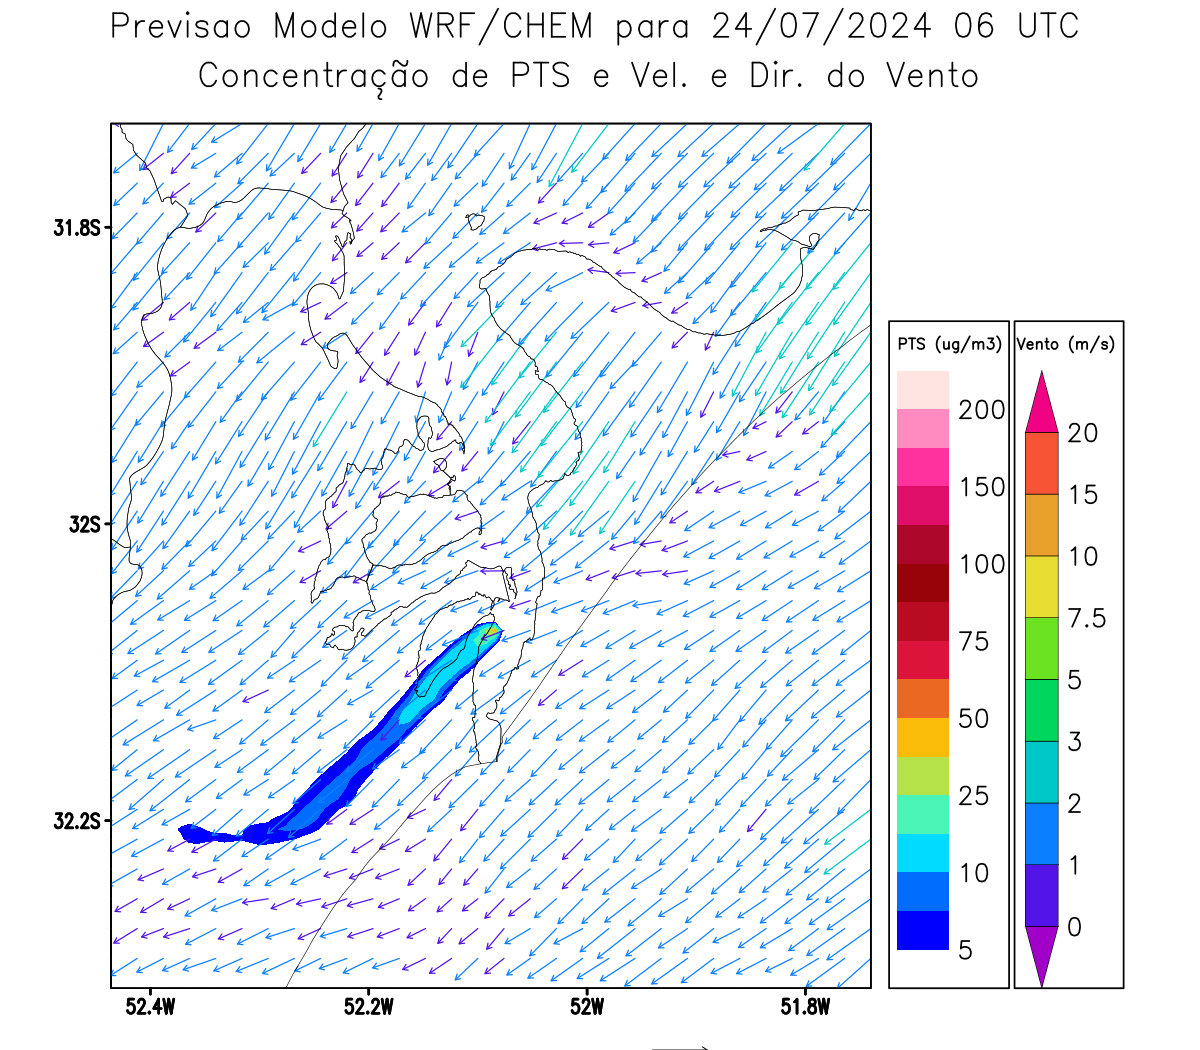 Previsao Modelo WRF/CHEM para 24/07/2024 06 UTC
Concentração de PTS e Vel. e Dir. do Vento
31.8S
32S
32.2S
52.4W
52.2W
52W
51.8W
PTS (ug/m3)
200
150
100
75
50
25
10
5
Vento (m/s)
20
15
10
7.5
5
3
2
1
0